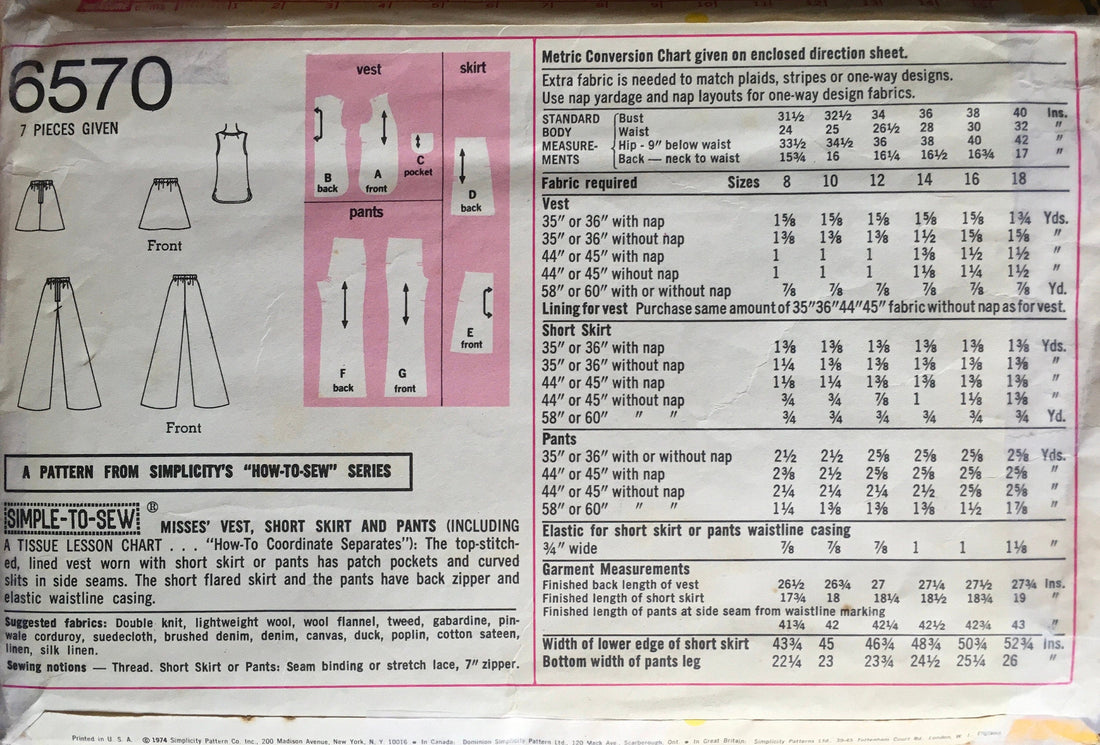 6570
7 PIECES GIVEN
Front
Front
vest
skirt
B
back
A
front
C
pocket
D
back
pants
E
front
F
back
G
front
A PATTERN FROM SIMPLICITY'S "HOW-TO-SEW" SERIES
SIMPLE-TO-SEW ® MISSES' VEST, SHORT SKIRT AND PANTS (INCLUDING
A TISSUE LESSON CHART . . . "How-To Coordinate Separates"): The top-stitch-
ed, lined vest worn with short skirt or pants has patch pockets and curved
slits in side seams. The short flared skirt and the pants have back zipper and
elastic waistline casing.
Suggested fabrics: Double knit, lightweight wool, wool flannel, tweed, gabardine, pin-
wale corduroy, suedecloth, brushed denim, denim, canvas, duck, poplin, cotton sateen,
linen, silk linen.
Sewing notions — Thread. Short Skirt or Pants: Seam binding or stretch lace, 7" zipper.
Metric Conversion Chart given on enclosed direction sheet.
Extra fabric is needed to match plaids, stripes or one-way designs.
Use nap yardage and nap layouts for one-way design fabrics.
STANDARD Bust 31½ 32½ 34 36 38 40 Ins.
BODY Waist 24 25 26½ 28 30 32 "
MEASURE- Hip - 9" below waist 33½ 34½ 36 38 40 42 "
MENTS Back — neck to waist 15¾ 16 16¼ 16½ 16¾ 17 "
Fabric required Sizes 8 10 12 14 16 18
Vest
35" or 36" with nap 1⅝ 1⅝ 1⅝ 1⅝ 1⅝ 1¾ Yds.
35" or 36" without nap 1⅜ 1⅜ 1⅜ 1½ 1⅝ 1⅝ "
44" or 45" with nap 1 1 1 1⅜ 1½ 1½ "
44" or 45" wihout nap 1 1 1 1⅛ 1¼ 1½ "
58" or 60" with or without nap ⅞ ⅞ ⅞ ⅞ ⅞ ⅞ Yd.
Lining for vest Purchase same amount of 35"36"44"45" fabric without nap as for vest.
Short Skirt
35" or 36" with nap 1⅜ 1⅜ 1⅜ 1⅜ 1⅜ 1⅜ Yds.
35" or 36" without nap 1¼ 1⅜ 1⅜ 1⅜ 1⅜ 1⅜ "
44" or 45" with nap 1⅛ 1¼ 1⅜ 1⅜ 1⅜ 1⅜ "
44" or 45" without nap ¾ ¾ ⅞ 1 1⅛ 1⅜ "
58" or 60" " " ¾ ¾ ¾ ¾ ¾ ¾ Yd.
Pants
35" or 36" with or without nap 2½ 2½ 2⅝ 2⅝ 2⅝ 2⅝ Yds.
44" or 45" with nap 2⅜ 2½ 2⅝ 2⅝ 2⅝ 2⅝ "
44" or 45" without nap 2¼ 2¼ 2¼ 2½ 2⅝ 2⅝ "
58" or 60" " " 1¼ 1⅜ 1⅜ 1⅜ 1½ 1⅞ "
Elastic for short skirt or pants waistline casing
¾" wide ⅞ ⅞ ⅞ 1 1 1⅛ "
Garment Measurements
Finished back length of vest 26½ 26¾ 27 27¼ 27½ 27¾ Ins.
Finished length of short skirt 17¾ 18 18¼ 18½ 18¾ 19 "
Finished length of pants at side seam from waistline marking
41¾ 42 42¼ 42½ 42¾ 43 "
Width of lower edge of short skirt 43¾ 45 46¾ 48¾ 50¾ 52¾ Ins.
Bottom width of pants leg 22¼ 23 23¾ 24½ 25¼ 26 "
Printed in U. S. A. © 1974 Simplicity Pattern Co. Inc., 200 Madison Avenue, New York, N. Y. 10016 • In Canada: Dominion Simplicity Pattern Ltd., 120 Mack Ave. Scarborough, Ont. • In Great Britain: Simplicity Patterns Ltd., 39-45 Tottenham Court Rd. London, W 1